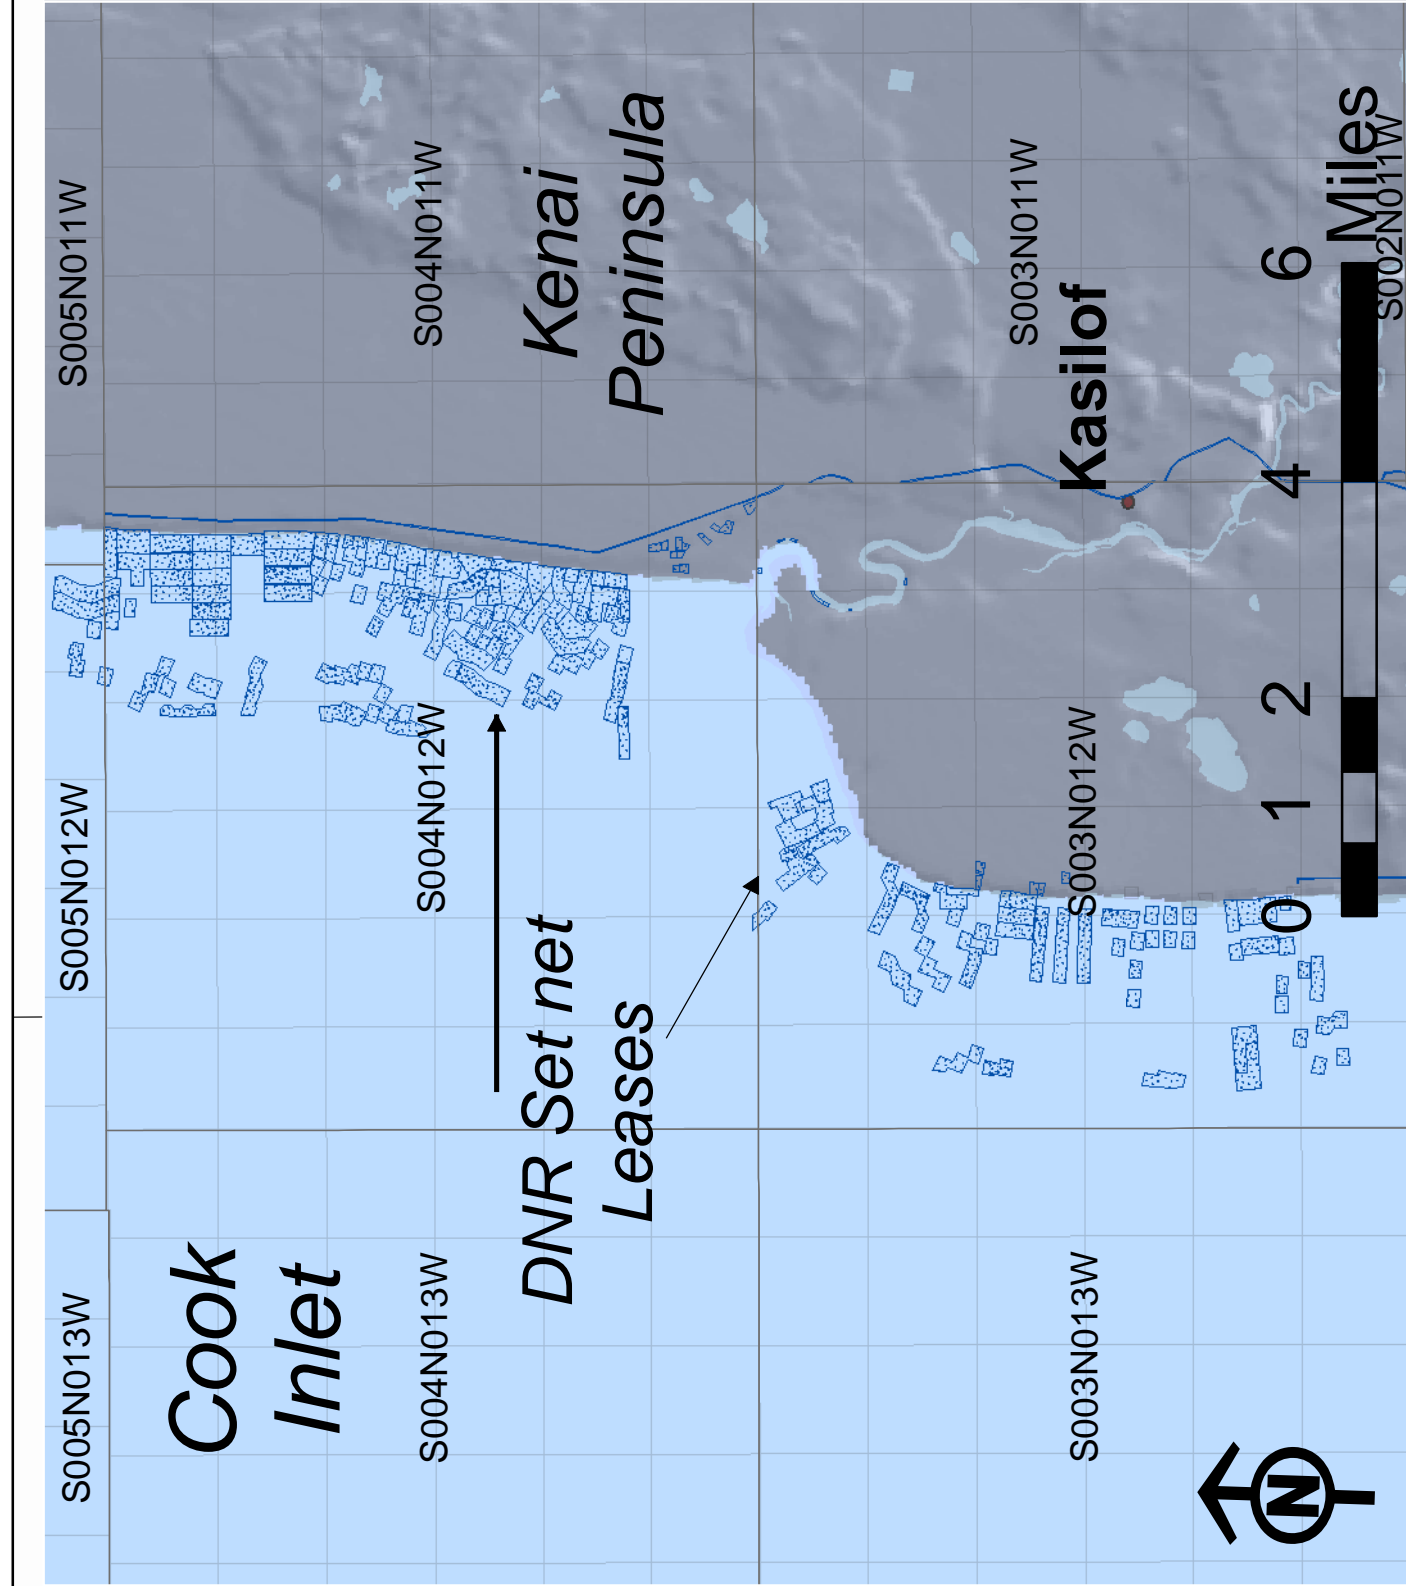 S005N013W
S005N012W
S005N011W
Cook
Inlet
S004N013W
S004N012W
S004N011W
DNR Set net
Leases
Kenai
Peninsula
S003N011W
Kasilof
S003N013W
S003N012W
N
0 1 2 4 6
Miles
S002N011W